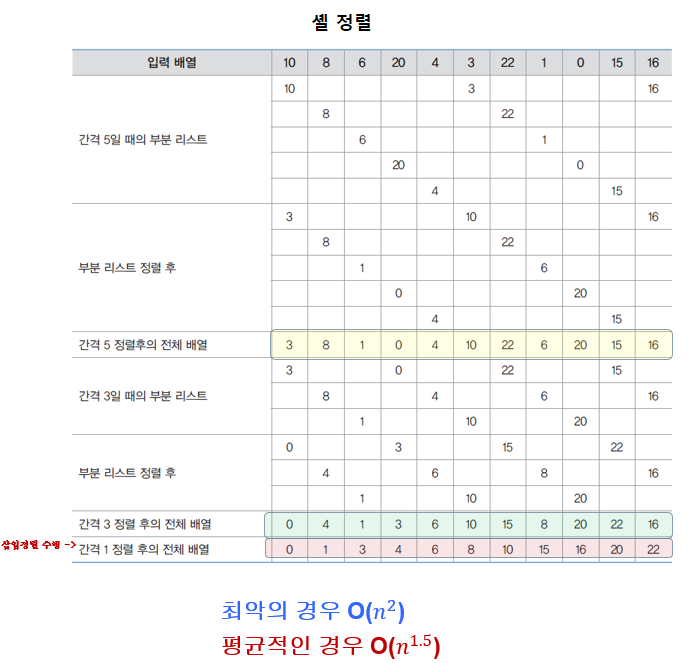 셸 정렬
입력 배열 10 8 6 20 4 3 22 1 0 15 16
10 3 16
8 22
간격 5일 때의 부분 리스트 6 1
20 0
4 15
3 10 16
8 22
부분 리스트 정렬 후 1 6
0 20
4 15
간격 5 정렬후의 전체 배열 3 8 1 0 4 10 22 6 20 15 16
3 0 22 15
간격 3일 때의 부분 리스트 8 4 6 16
1 10 20
0 3 15 22
부분 리스트 정렬 후 4 6 8 16
1 10 20
간격 3 정렬 후의 전체 배열 0 4 1 3 6 10 15 8 20 22 16
삽입정렬 수행 -> 간격 1 정렬 후의 전체 배열 0 1 3 4 6 8 10 15 16 20 22
최악의 경우 O(n²)
평균적인 경우 O(n¹·⁵)